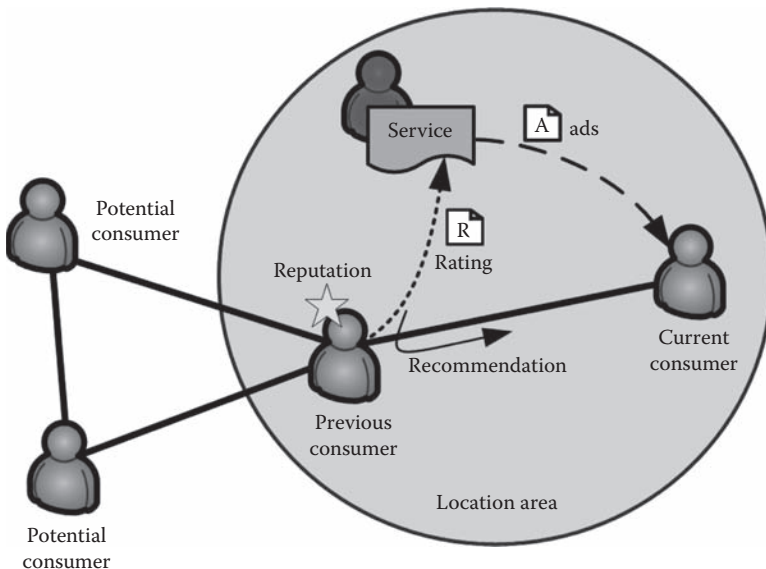 Service
A
ads
Potential
consumer
R
Rating
Reputation
Current
consumer
Recommendation
Previous
consumer
Location area
Potential
consumer